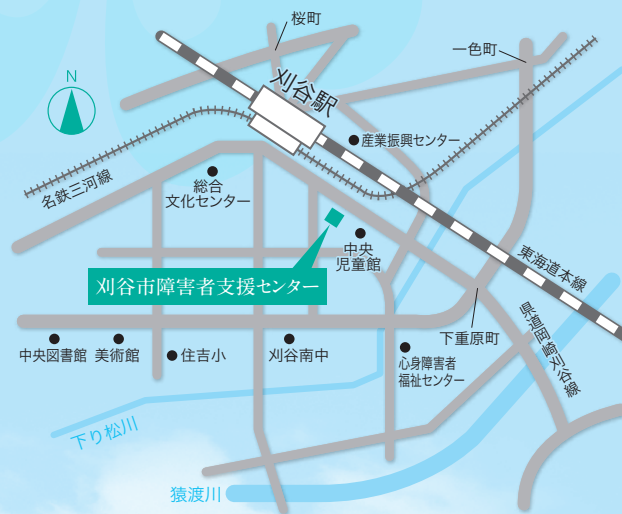 桜町
一色町
N
刈谷駅
産業振興センター
名鉄三河線
総合
文化センター
中央
児童館
東海道本線
刈谷市障害者支援センター
県道岡崎刈谷線
下重原町
中央図書館
美術館
住吉小
刈谷南中
心身障害者
福祉センター
下り松川
猿渡川